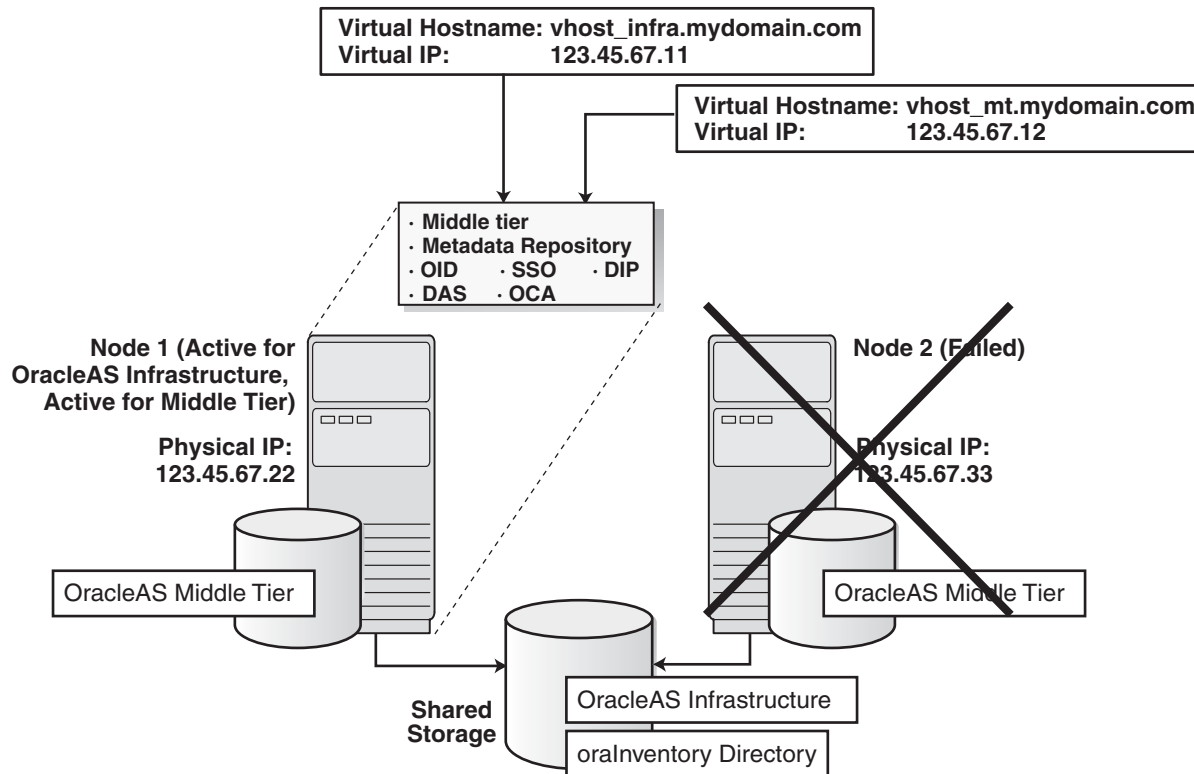 Virtual Hostname: vhost_infra.mydomain.com
Virtual IP: 123.45.67.11
Virtual Hostname: vhost_mt.mydomain.com
Virtual IP: 123.45.67.12
· Middle tier
· Metadata Repository
· OID · SSO · DIP
· DAS · OCA
Node 1 (Active for
OracleAS Infrastructure,
Active for Middle Tier)
Physical IP:
123.45.67.22
Node 2 (Failed)
Physical IP:
123.45.67.33
OracleAS Middle Tier
OracleAS Middle Tier
Shared
Storage
OracleAS Infrastructure
oraInventory Directory